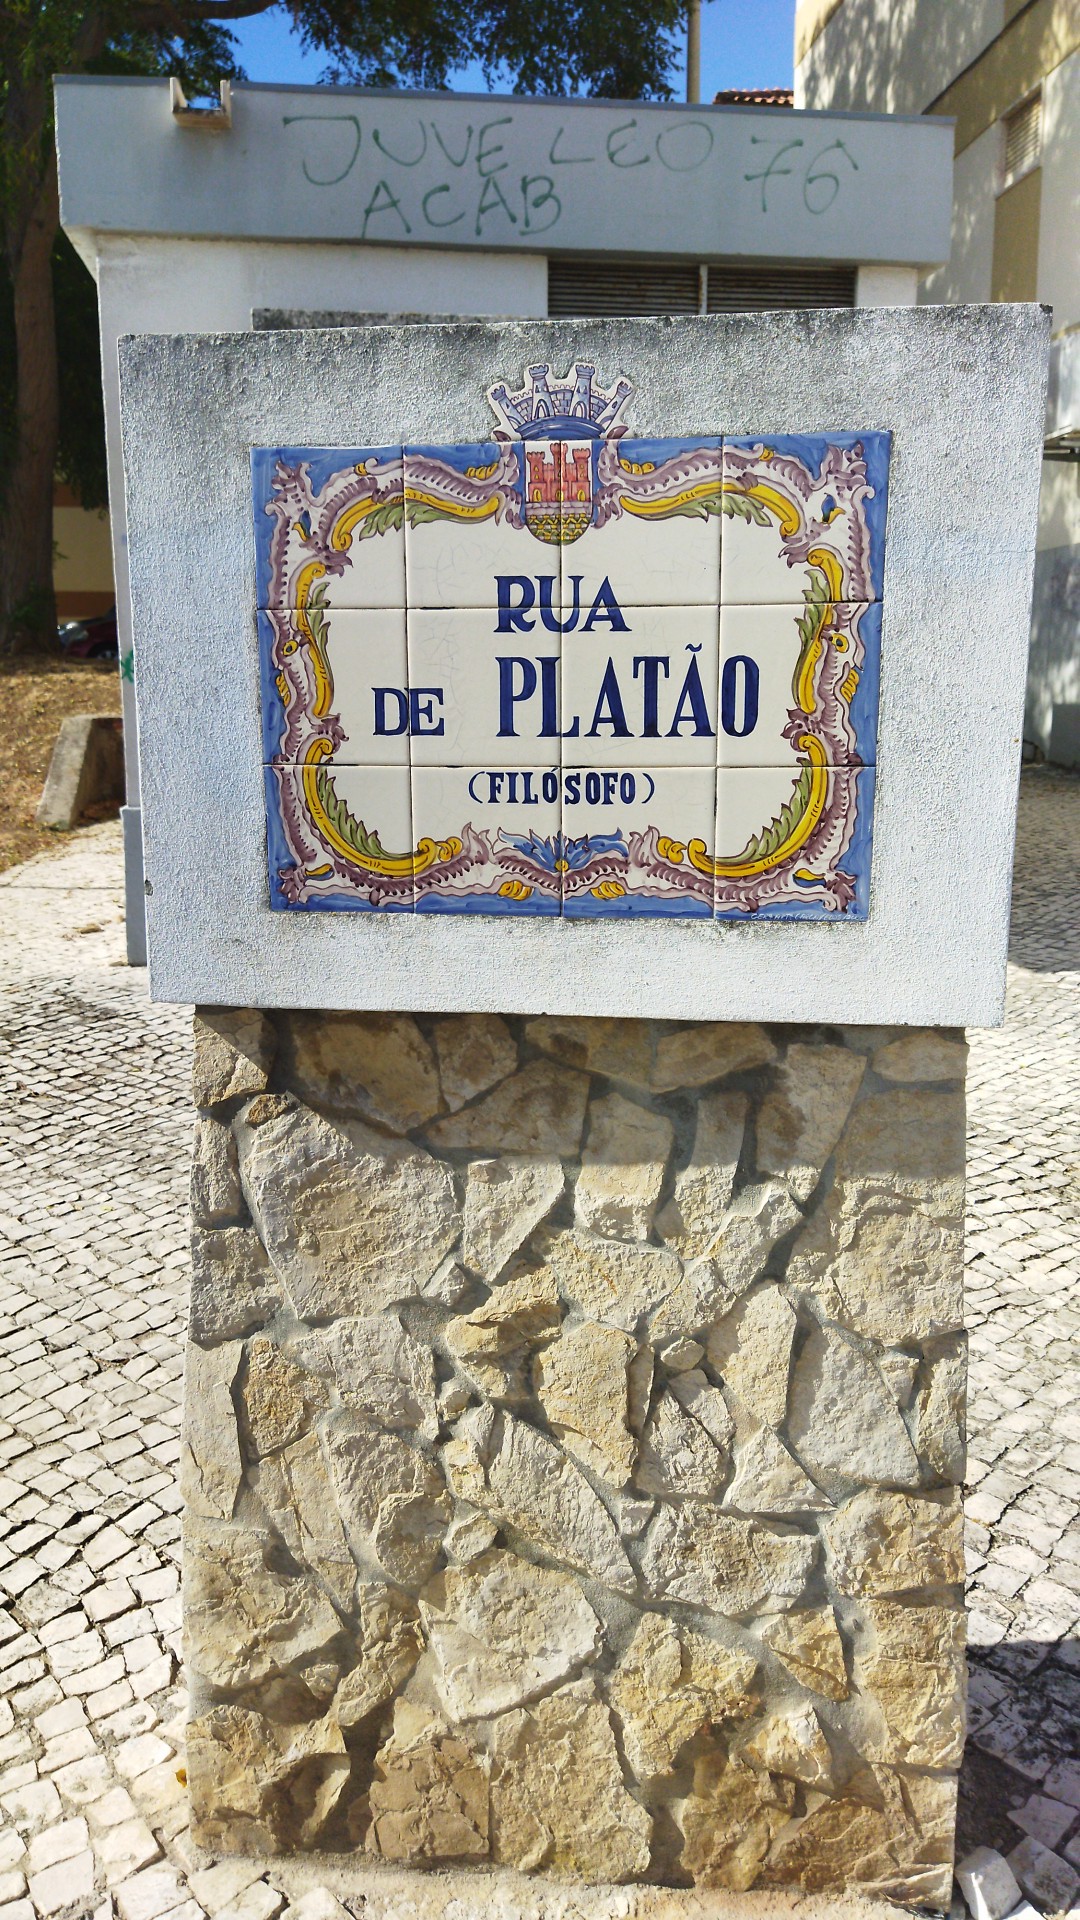 JUVE LEO 76
ACAB
RUA
DE PLATÃO
(FILÓSOFO)